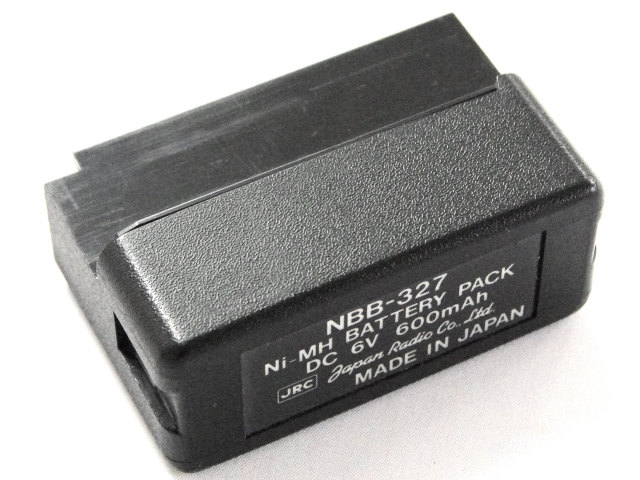 NBB-327
Ni-MH BATTERY PACK
DC 6V 600mAh
JRC Japan Radio Co., Ltd.
MADE IN JAPAN